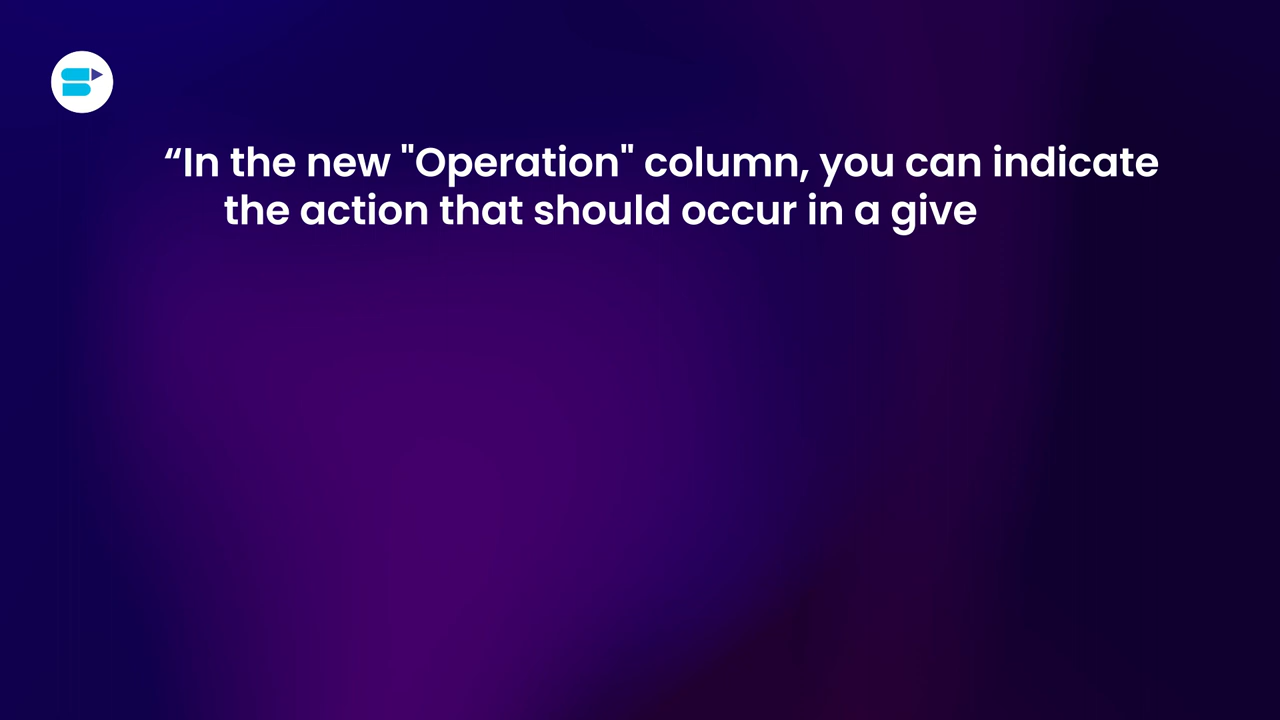 “In the new "Operation" column, you can indicate
the action that should occur in a give